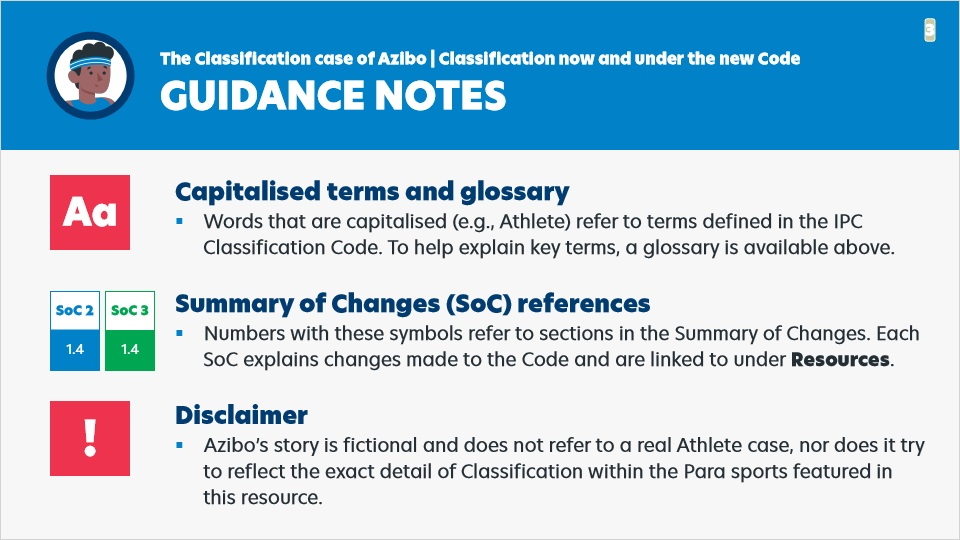 3
The Classification case of Azibo | Classification now and under the new Code
GUIDANCE NOTES
Aa
Capitalised terms and glossary
▪ Words that are capitalised (e.g., Athlete) refer to terms defined in the IPC
Classification Code. To help explain key terms, a glossary is available above.
SoC 2
1.4
SoC 3
1.4
Summary of Changes (SoC) references
▪ Numbers with these symbols refer to sections in the Summary of Changes. Each
SoC explains changes made to the Code and are linked to under Resources.
!
Disclaimer
▪ Azibo's story is fictional and does not refer to a real Athlete case, nor does it try
to reflect the exact detail of Classification within the Para sports featured in
this resource.